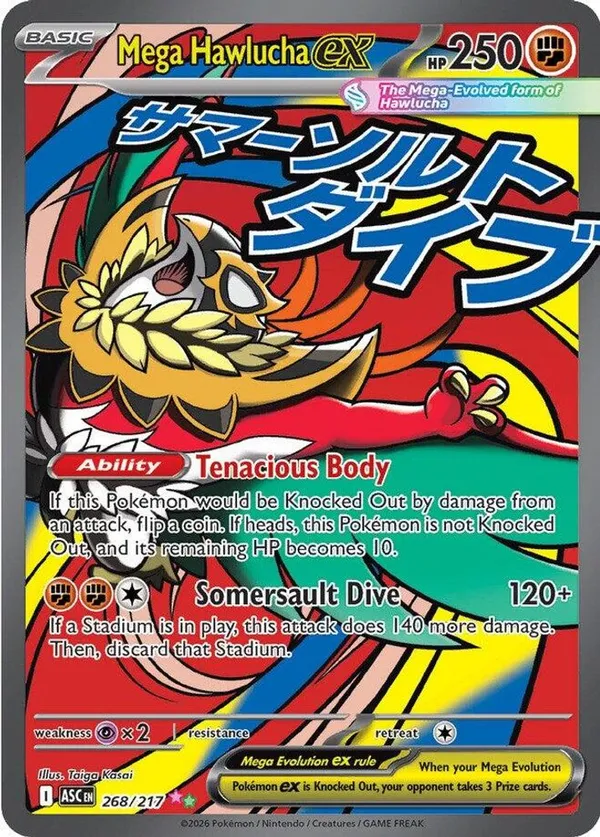 BASIC
Mega Hawlucha ex HP 250
The Mega-Evolved form of
Hawlucha
サマーソルト
ダイブ
Ability Tenacious Body
If this Pokémon would be Knocked Out by damage from
an attack, flip a coin. If heads, this Pokémon is not Knocked
Out, and its remaining HP becomes 10.
Somersault Dive 120+
If a Stadium is in play, this attack does 140 more damage.
Then, discard that Stadium.
weakness ×2 resistance retreat
Mega Evolution ex rule When your Mega Evolution
Pokémon ex is Knocked Out, your opponent takes 3 Prize cards.
Illus. Taiga Kasai
I ASC EN 268/217
©2026 Pokémon / Nintendo / Creatures / GAME FREAK